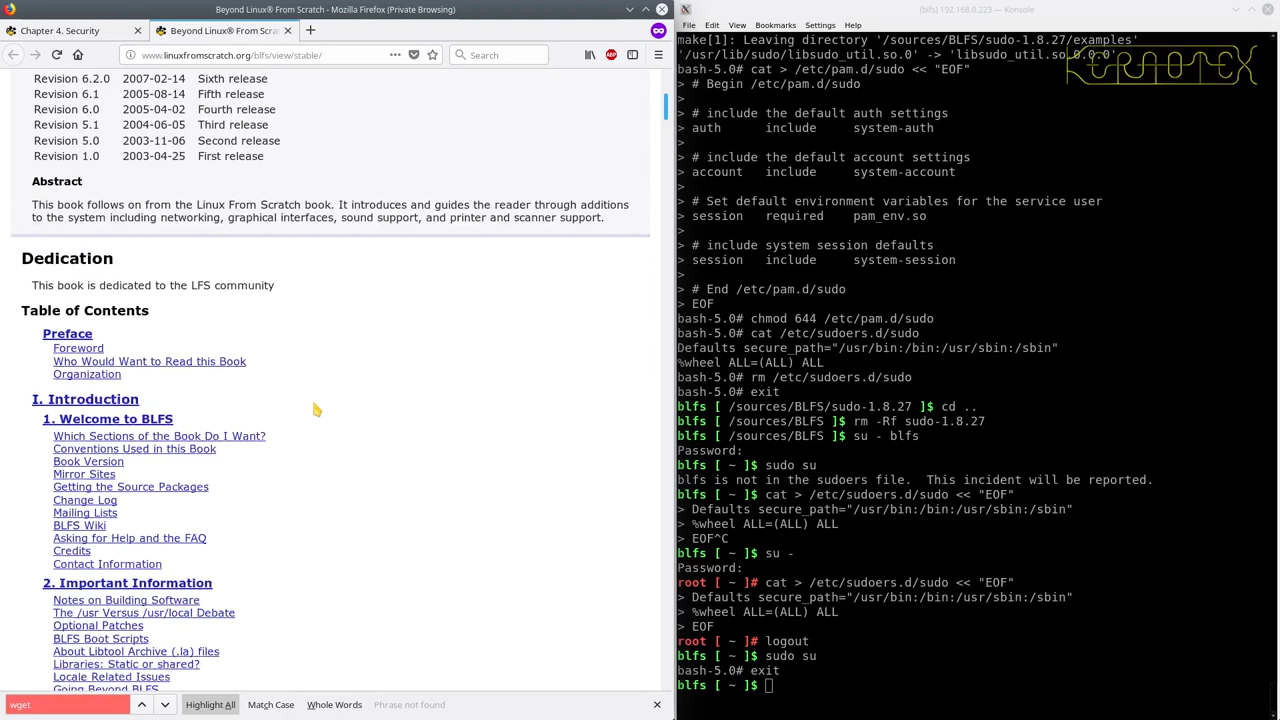 Beyond Linux® From Scratch - Mozilla Firefox (Private Browsing)
Chapter 4. Security
Beyond Linux® From Scra
www.linuxfromscratch.org/blfs/view/stable/
Search
Revision 6.2.0 2007-02-14 Sixth release
Revision 6.1 2005-08-14 Fifth release
Revision 6.0 2005-04-02 Fourth release
Revision 5.1 2004-06-05 Third release
Revision 5.0 2003-11-06 Second release
Revision 1.0 2003-04-25 First release
Abstract
This book follows on from the Linux From Scratch book. It introduces and guides the reader through additions
to the system including networking, graphical interfaces, sound support, and printer and scanner support.
Dedication
This book is dedicated to the LFS community
Table of Contents
Preface
Foreword
Who Would Want to Read this Book
Organization
I. Introduction
1. Welcome to BLFS
Which Sections of the Book Do I Want?
Conventions Used in this Book
Book Version
Mirror Sites
Getting the Source Packages
Change Log
Mailing Lists
BLFS Wiki
Asking for Help and the FAQ
Credits
Contact Information
2. Important Information
Notes on Building Software
The /usr Versus /usr/local Debate
Optional Patches
BLFS Boot Scripts
About Libtool Archive (.la) files
Libraries: Static or shared?
Locale Related Issues
Going Beyond BLFS
wget
Highlight All Match Case Whole Words Phrase not found
(blfs) 192.168.0.223 — Konsole
File Edit View Bookmarks Settings Help
make[1]: Leaving directory '/sources/BLFS/sudo-1.8.27/examples'
'/usr/lib/sudo/libsudo_util.so.0' -> 'libsudo_util.so.0.0.0'
bash-5.0# cat > /etc/pam.d/sudo << "EOF"
> # Begin /etc/pam.d/sudo
>
> # include the default auth settings
> auth      include     system-auth
>
> # include the default account settings
> account   include     system-account
>
> # Set default environment variables for the service user
> session   required    pam_env.so
>
> # include system session defaults
> session   include     system-session
>
> # End /etc/pam.d/sudo
> EOF
bash-5.0# chmod 644 /etc/pam.d/sudo
bash-5.0# cat /etc/sudoers.d/sudo
Defaults secure_path="/usr/bin:/bin:/usr/sbin:/sbin"
%wheel ALL=(ALL) ALL
bash-5.0# rm /etc/sudoers.d/sudo
bash-5.0# exit
blfs [ /sources/BLFS/sudo-1.8.27 ]$ cd ..
blfs [ /sources/BLFS ]$ rm -Rf sudo-1.8.27
blfs [ /sources/BLFS ]$ su - blfs
Password:
blfs [ ~ ]$ sudo su
blfs is not in the sudoers file.  This incident will be reported.
blfs [ ~ ]$ cat > /etc/sudoers.d/sudo << "EOF"
> Defaults secure_path="/usr/bin:/bin:/usr/sbin:/sbin"
> %wheel ALL=(ALL) ALL
> EOF^C
blfs [ ~ ]$ su -
Password:
root [ ~ ]# cat > /etc/sudoers.d/sudo << "EOF"
> Defaults secure_path="/usr/bin:/bin:/usr/sbin:/sbin"
> %wheel ALL=(ALL) ALL
> EOF
root [ ~ ]# logout
blfs [ ~ ]$ sudo su
bash-5.0# exit
blfs [ ~ ]$